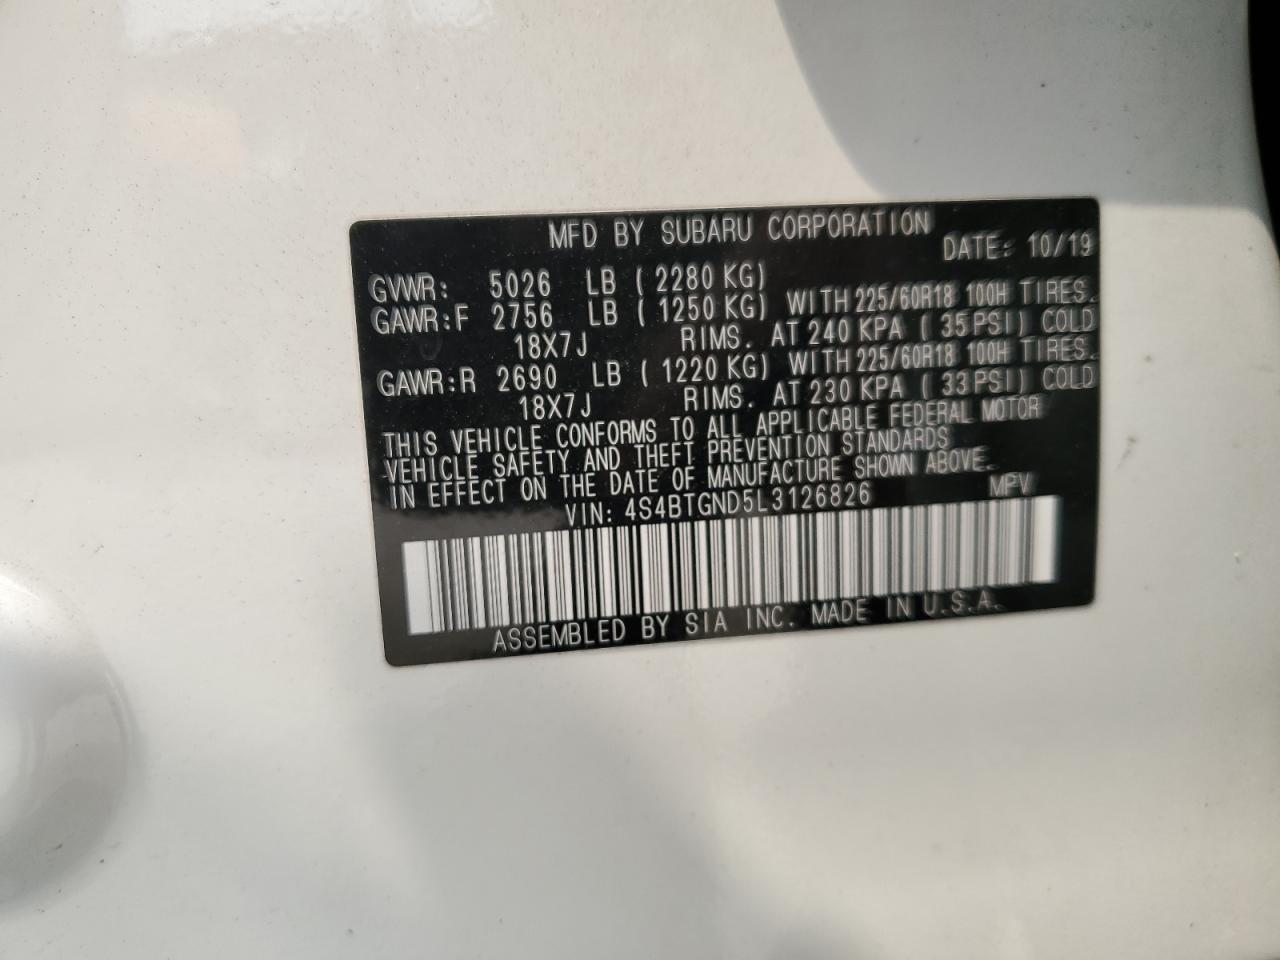 MFD BY SUBARU CORPORATION
DATE: 10/19
GVWR: 5026 LB ( 2280 KG)
GAWR:F 2756 LB ( 1250 KG) WITH 225/60R18 100H TIRES.
18X7J RIMS. AT 240 KPA ( 35 PSI) COLD
GAWR:R 2690 LB ( 1220 KG) WITH 225/60R18 100H TIRES.
18X7J RIMS. AT 230 KPA ( 33 PSI) COLD
THIS VEHICLE CONFORMS TO ALL APPLICABLE FEDERAL MOTOR
VEHICLE SAFETY AND THEFT PREVENTION STANDARDS
IN EFFECT ON THE DATE OF MANUFACTURE SHOWN ABOVE.
VIN: 4S4BTGND5L3126826 MPV
ASSEMBLED BY SIA INC. MADE IN U.S.A.